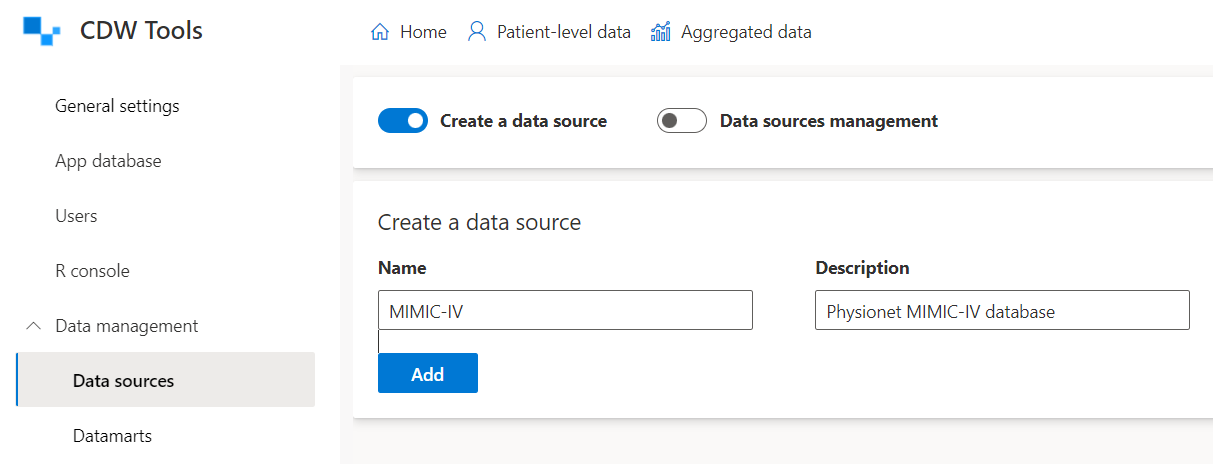 CDW Tools
Home
Patient-level data
Aggregated data
General settings
App database
Users
R console
Data management
Data sources
Datamarts
Create a data source
Data sources management
Create a data source
Name
Description
MIMIC-IV
Physionet MIMIC-IV database
Add